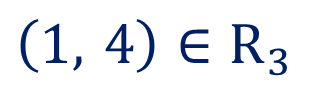 (1, 4) ∈ R₃